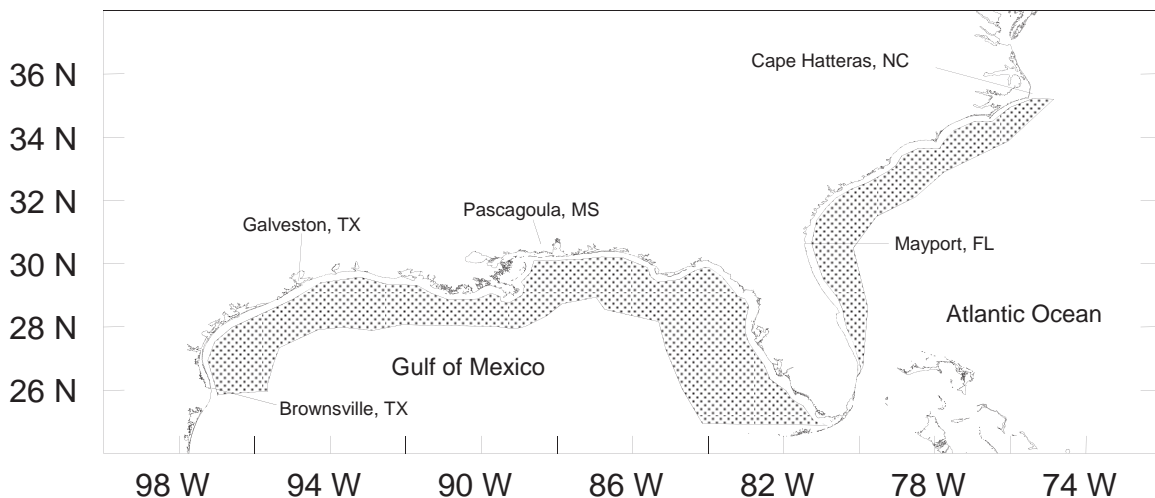 36 N
Cape Hatteras, NC
34 N
32 N
Pascagoula, MS
Galveston, TX
Mayport, FL
30 N
Atlantic Ocean
28 N
Gulf of Mexico
26 N
Brownsville, TX
98 W
94 W
90 W
86 W
82 W
78 W
74 W